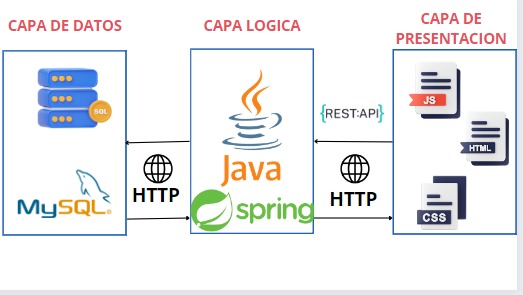 CAPA DE DATOS
CAPA LOGICA
CAPA DE
PRESENTACION
SQL
MySQL®
HTTP
Java
spring
{REST:API}
HTTP
JS
HTML
CSS